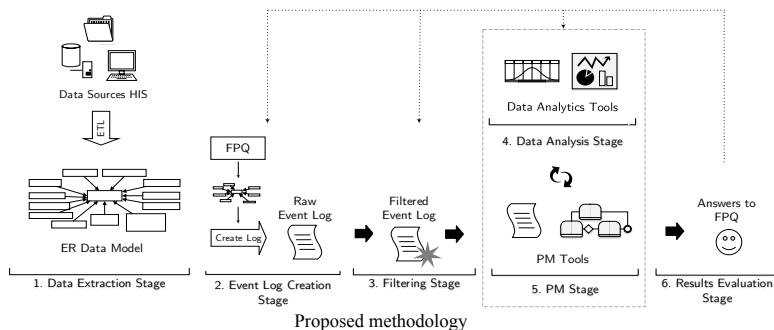 Data Sources HIS
ETL
ER Data Model
1. Data Extraction Stage
FPQ
Create Log
Raw
Event Log
2. Event Log Creation
Stage
Filtered
Event Log
3. Filtering Stage
Data Analytics Tools
4. Data Analysis Stage
PM Tools
5. PM Stage
Answers to
FPQ
6. Results Evaluation
Stage
Proposed methodology